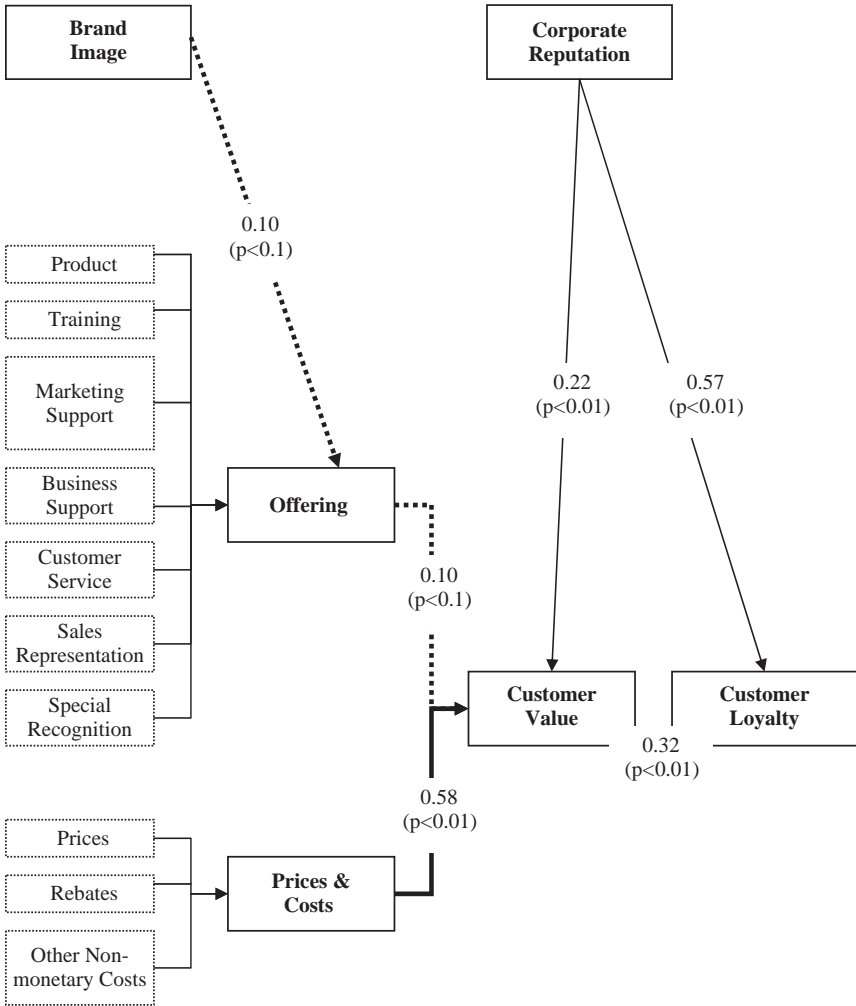 Brand
Image
Corporate
Reputation
0.10
(p<0.1)
Product
Training
Marketing
Support
0.22
(p<0.01)
0.57
(p<0.01)
Business
Support
Offering
Customer
Service
0.10
(p<0.1)
Sales
Representation
Special
Recognition
Customer
Value
Customer
Loyalty
0.32
(p<0.01)
0.58
(p<0.01)
Prices
Rebates
Prices &
Costs
Other Non-
monetary Costs